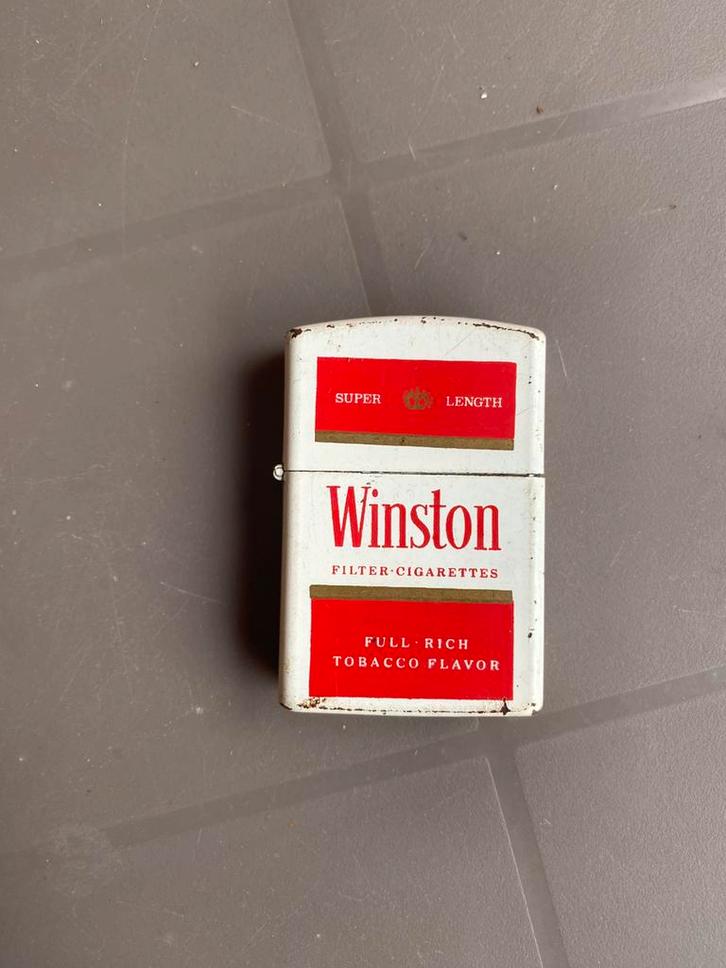 SUPER LENGTH
Winston
FILTER·CIGARETTES
FULL · RICH
TOBACCO FLAVOR